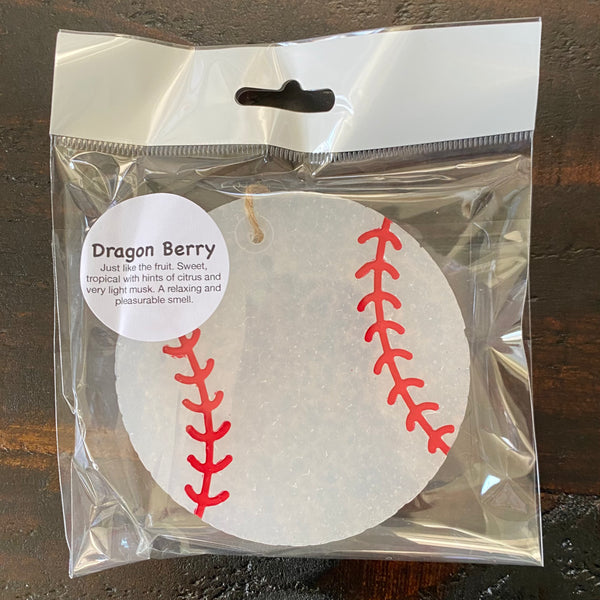 Dragon Berry
Just like the fruit. Sweet,
tropical with hints of citrus and
very light musk. A relaxing and
pleasurable smell.